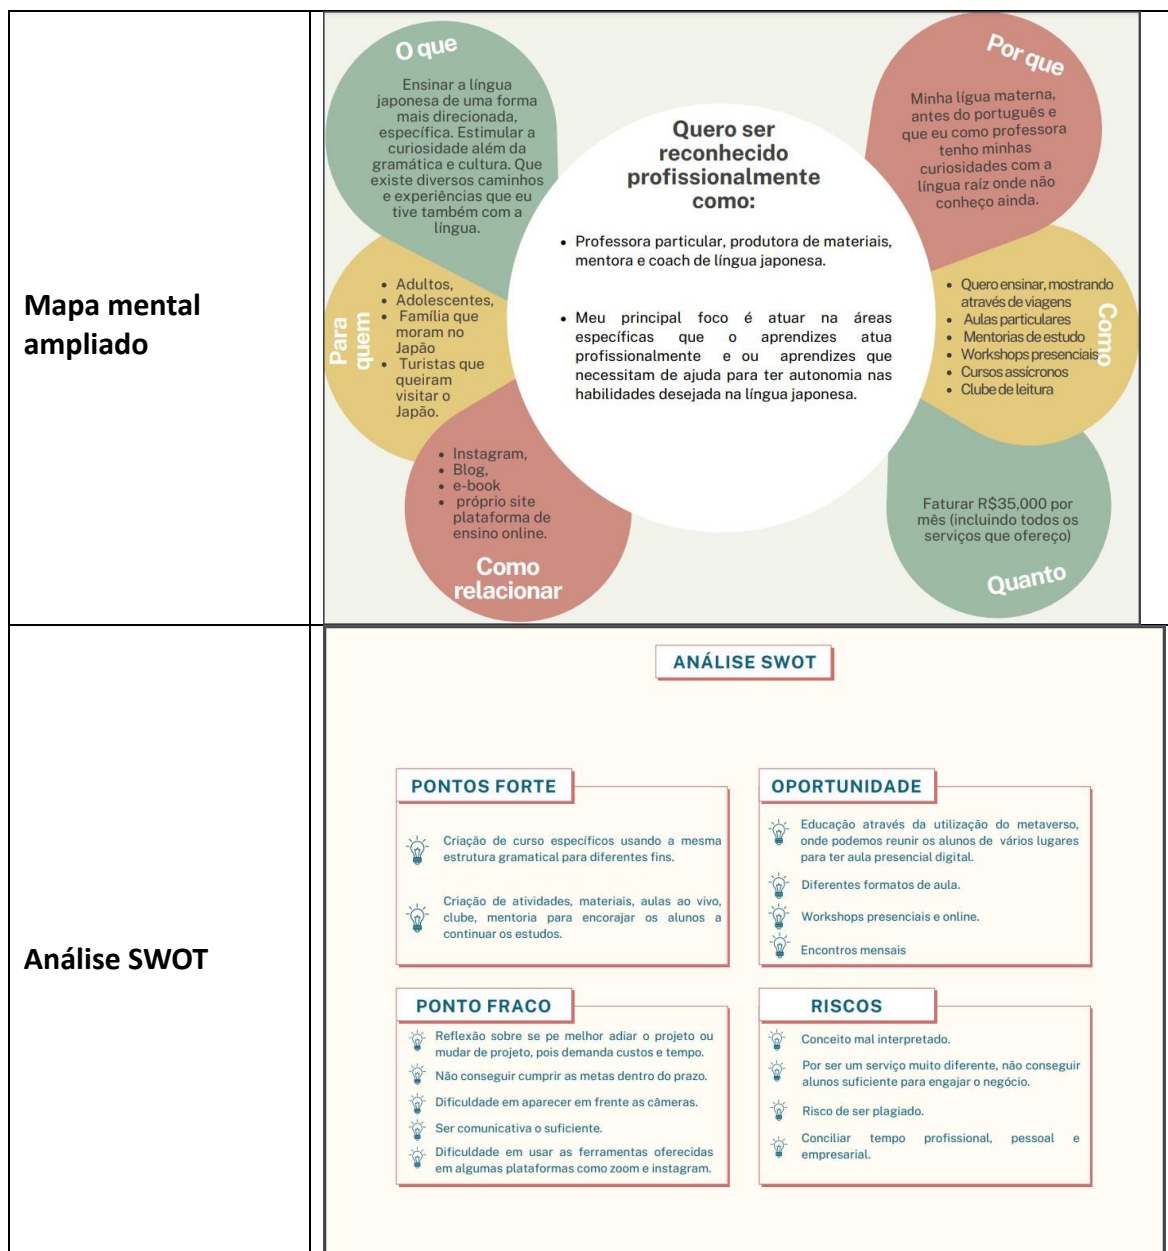 Mapa mental
ampliado
O que
Ensinar a língua
japonesa de uma forma
mais direcionada,
específica. Estimular a
curiosidade além da
gramática e cultura. Que
existe diversos caminhos
e experiências que eu
tive também com a
língua.
Por que
Minha lígua materna,
antes do português e
que eu como professora
tenho minhas
curiosidades com a
língua raíz onde não
conheço ainda.
Quero ser
reconhecido
profissionalmente
como:
• Professora particular, produtora de materiais,
mentora e coach de língua japonesa.
• Meu principal foco é atuar na áreas
específicas que o aprendizes atua
profissionalmente e ou aprendizes que
necessitam de ajuda para ter autonomia nas
habilidades desejada na língua japonesa.
Para
quem
• Adultos,
• Adolescentes,
• Família que
moram no
Japão
• Turistas que
queiram
visitar o
Japão.
Como
• Quero ensinar, mostrando
através de viagens
• Aulas particulares
• Mentorias de estudo
• Workshops presenciais
• Cursos assícronos
• Clube de leitura
• Instagram,
• Blog,
• e-book
• próprio site
plataforma de
ensino online.
Como
relacionar
Faturar R$35,000 por
mês (incluindo todos os
serviços que ofereço)
Quanto
Análise SWOT
ANÁLISE SWOT
PONTOS FORTE
Criação de curso específicos usando a mesma
estrutura gramatical para diferentes fins.
Criação de atividades, materiais, aulas ao vivo,
clube, mentoria para encorajar os alunos a
continuar os estudos.
OPORTUNIDADE
Educação através da utilização do metaverso,
onde podemos reunir os alunos de vários lugares
para ter aula presencial digital.
Diferentes formatos de aula.
Workshops presenciais e online.
Encontros mensais
PONTO FRACO
Reflexão sobre se pe melhor adiar o projeto ou
mudar de projeto, pois demanda custos e tempo.
Não conseguir cumprir as metas dentro do prazo.
Dificuldade em aparecer em frente as câmeras.
Ser comunicativa o suficiente.
Dificuldade em usar as ferramentas oferecidas
em algumas plataformas como zoom e instagram.
RISCOS
Conceito mal interpretado.
Por ser um serviço muito diferente, não conseguir
alunos suficiente para engajar o negócio.
Risco de ser plagiado.
Conciliar tempo profissional, pessoal e
empresarial.